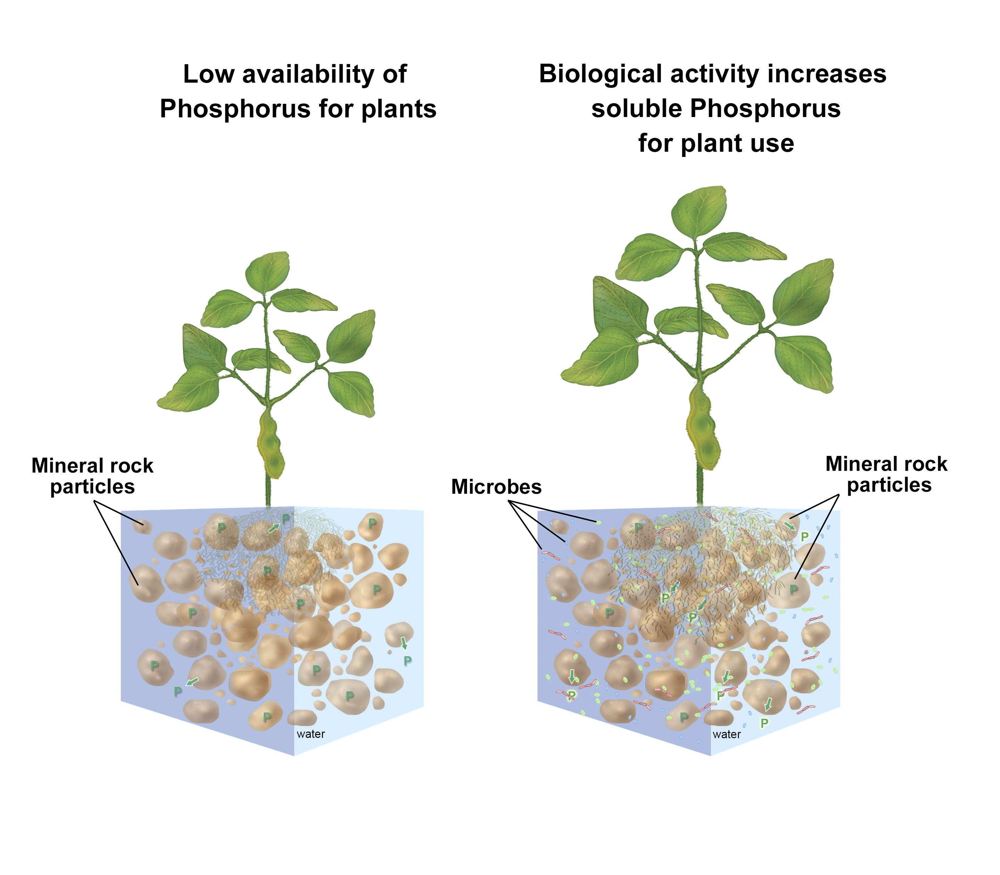 Low availability of
Phosphorus for plants
Mineral rock
particles
P
P
P
P
P
P
P
P
P
P
P
P
P
water
Biological activity increases
soluble Phosphorus
for plant use
Microbes
Mineral rock
particles
P
P
P
P
P
P
P
P
P
P
water